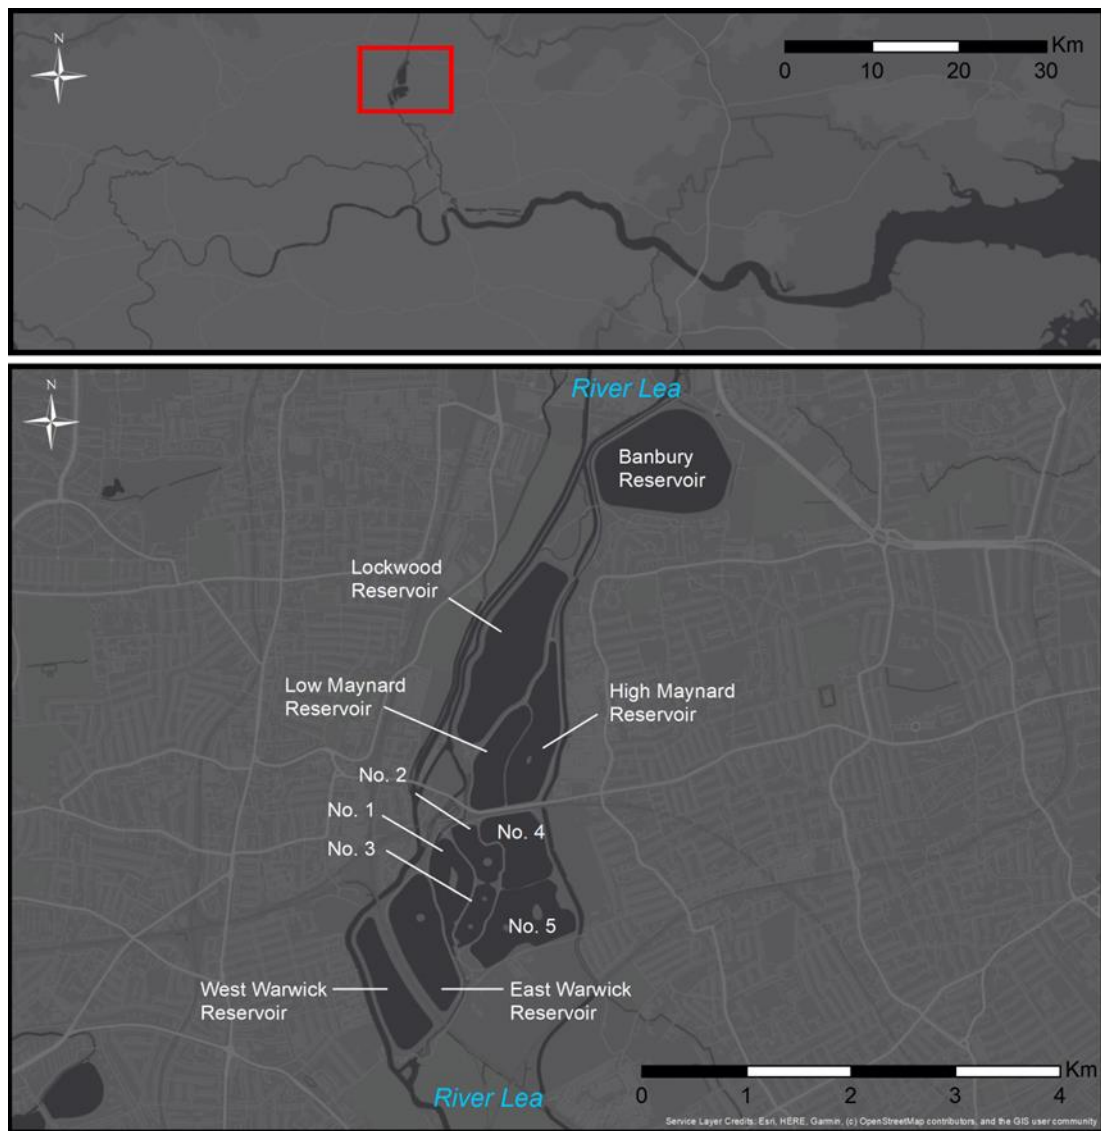 N
Km
0 10 20 30
N
River Lea
Banbury
Reservoir
Lockwood
Reservoir
Low Maynard
Reservoir
High Maynard
Reservoir
No. 2
No. 1
No. 4
No. 3
No. 5
West Warwick
Reservoir
East Warwick
Reservoir
Km
0 1 2 3 4
River Lea
Service Layer Credits: Esri, HERE, Garmin, (c) OpenStreetMap contributors, and the GIS user community